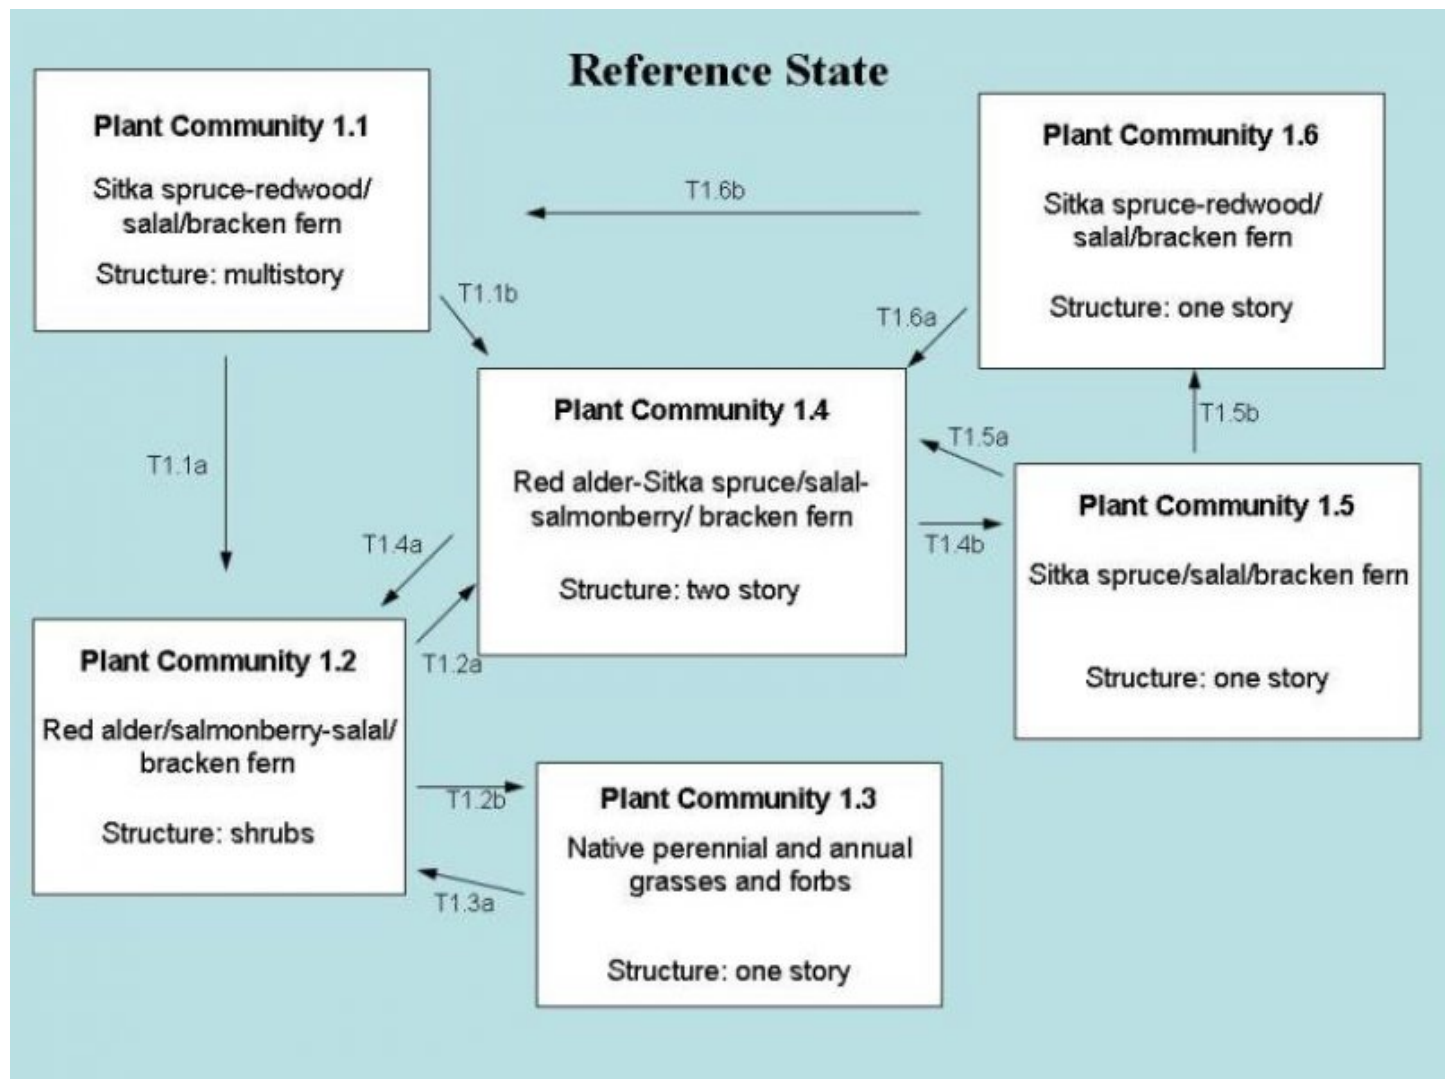 Reference State
Plant Community 1.1
Sitka spruce-redwood/
salal/bracken fern
Structure: multistory
Plant Community 1.6
Sitka spruce-redwood/
salal/bracken fern
Structure: one story
T1.6b
T1.1b
T1.6a
T1.1a
Plant Community 1.4
Red alder-Sitka spruce/salal-
salmonberry/ bracken fern
Structure: two story
T1.5b
T1.5a
T1.4b
Plant Community 1.5
Sitka spruce/salal/bracken fern
Structure: one story
T1.4a
T1.2a
Plant Community 1.2
Red alder/salmonberry-salal/
bracken fern
Structure: shrubs
T1.2b
T1.3a
Plant Community 1.3
Native perennial and annual
grasses and forbs
Structure: one story